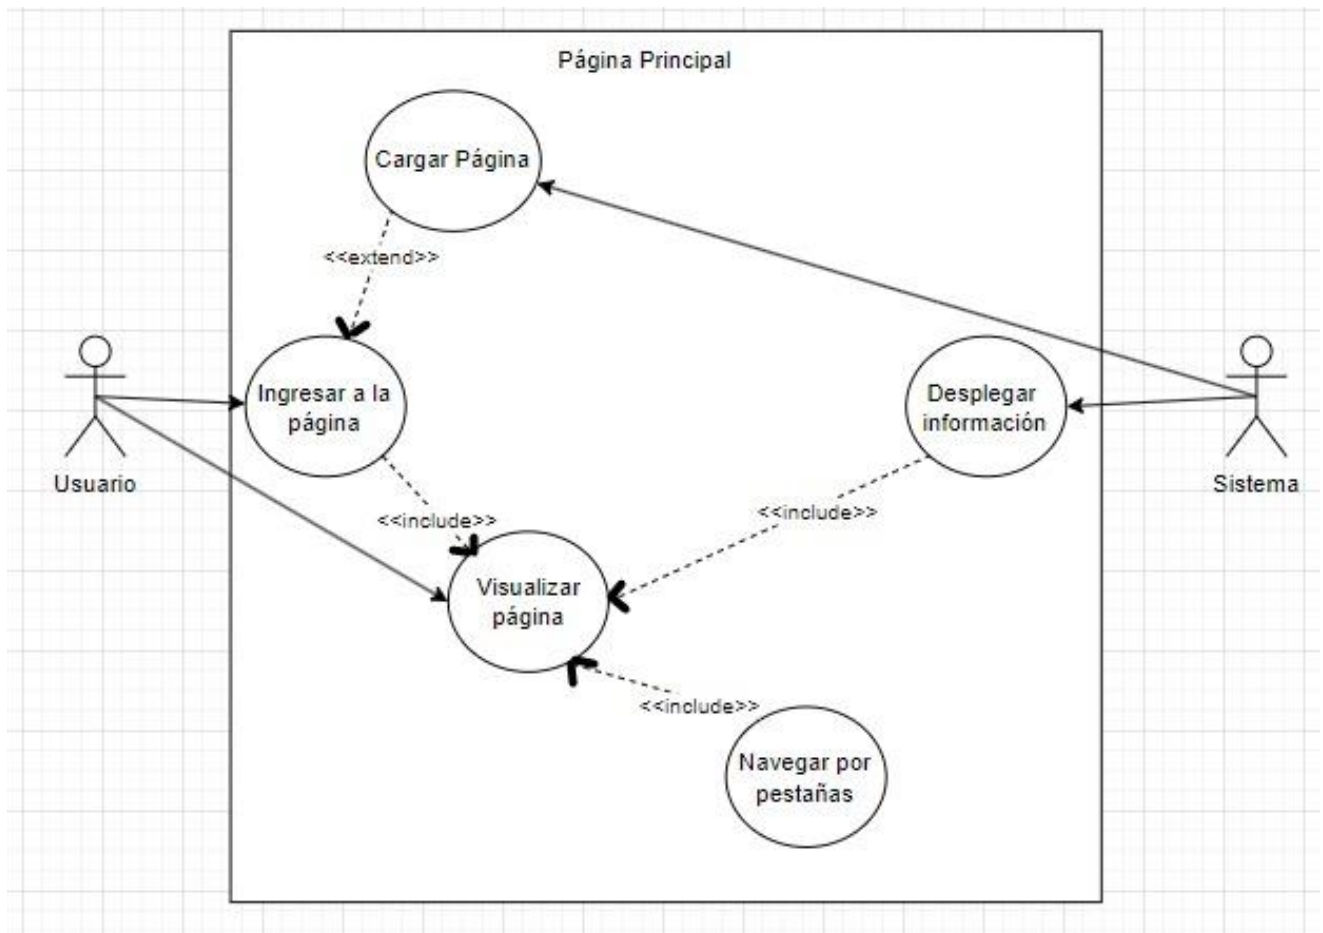 Página Principal
Cargar Página
<<extend>>
Ingresar a la
página
Desplegar
información
Usuario
Sistema
<<include>>
<<include>>
Visualizar
página
<<include>>
Navegar por
pestañas